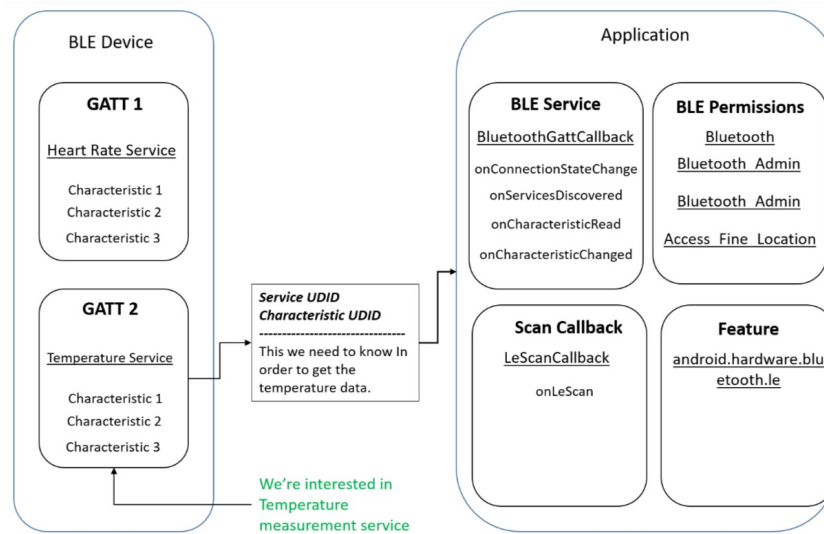 BLE Device
GATT 1
Heart Rate Service
Characteristic 1
Characteristic 2
Characteristic 3
GATT 2
Temperature Service
Characteristic 1
Characteristic 2
Characteristic 3
We're interested in
Temperature
measurement service
Service UDID
Characteristic UDID
--------------------------------
This we need to know In
order to get the
temperature data.
Application
BLE Service
BluetoothGattCallback
onConnectionStateChange
onServicesDiscovered
onCharacteristicRead
onCharacteristicChanged
BLE Permissions
Bluetooth
Bluetooth_Admin
Bluetooth_Admin
Access_Fine_Location
Scan Callback
LeScanCallback
onLeScan
Feature
android.hardware.blu
etooth.le